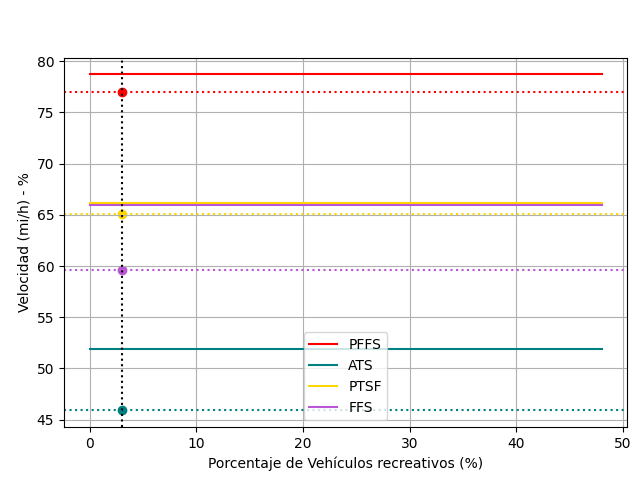 80
75
70
65
60
55
50
45
Velocidad (mi/h) - %
PFFS
ATS
PTSF
FFS
0 10 20 30 40 50
Porcentaje de Vehículos recreativos (%)